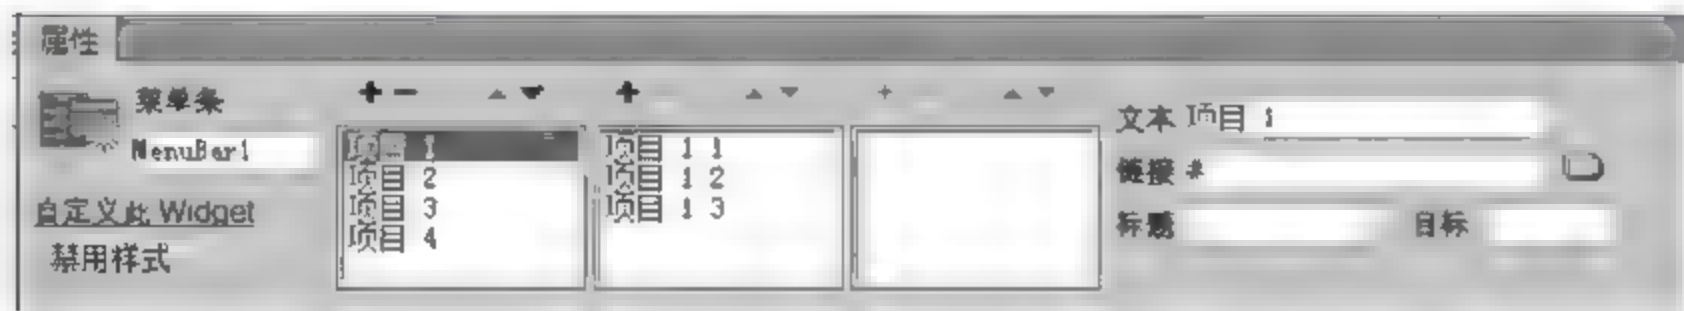 属性
菜单条
MenuBar1
自定义此 Widget
禁用样式
项目 1
项目 2
项目 3
项目 4
项目 1 1
项目 1 2
项目 1 3
文本 项目 1
链接 #
标题 目标